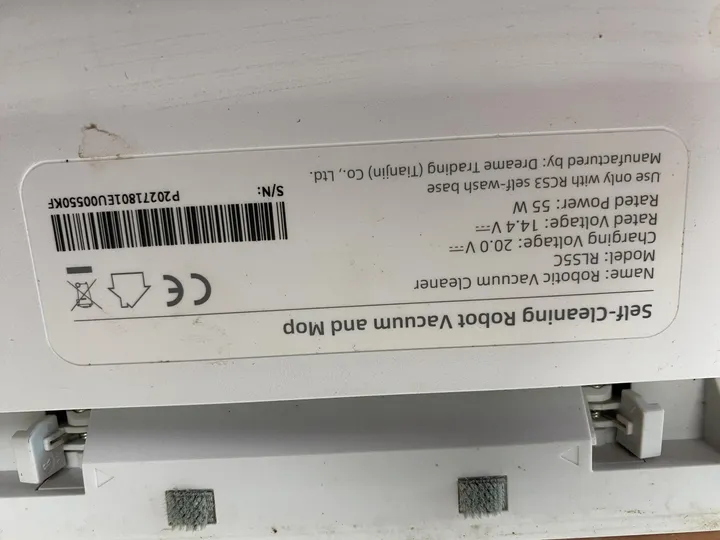 Self-Cleaning Robot Vacuum and Mop
Name: Robotic Vacuum Cleaner
Model: RLS5C
Charging Voltage: 20.0 V⎓
Rated Voltage: 14.4 V⎓
Rated Power: 55 W
Use only with RCS3 self-wash base
Manufactured by: Dreame Trading (Tianjin) Co., Ltd.
CE
S/N: P20271801EU000550KF